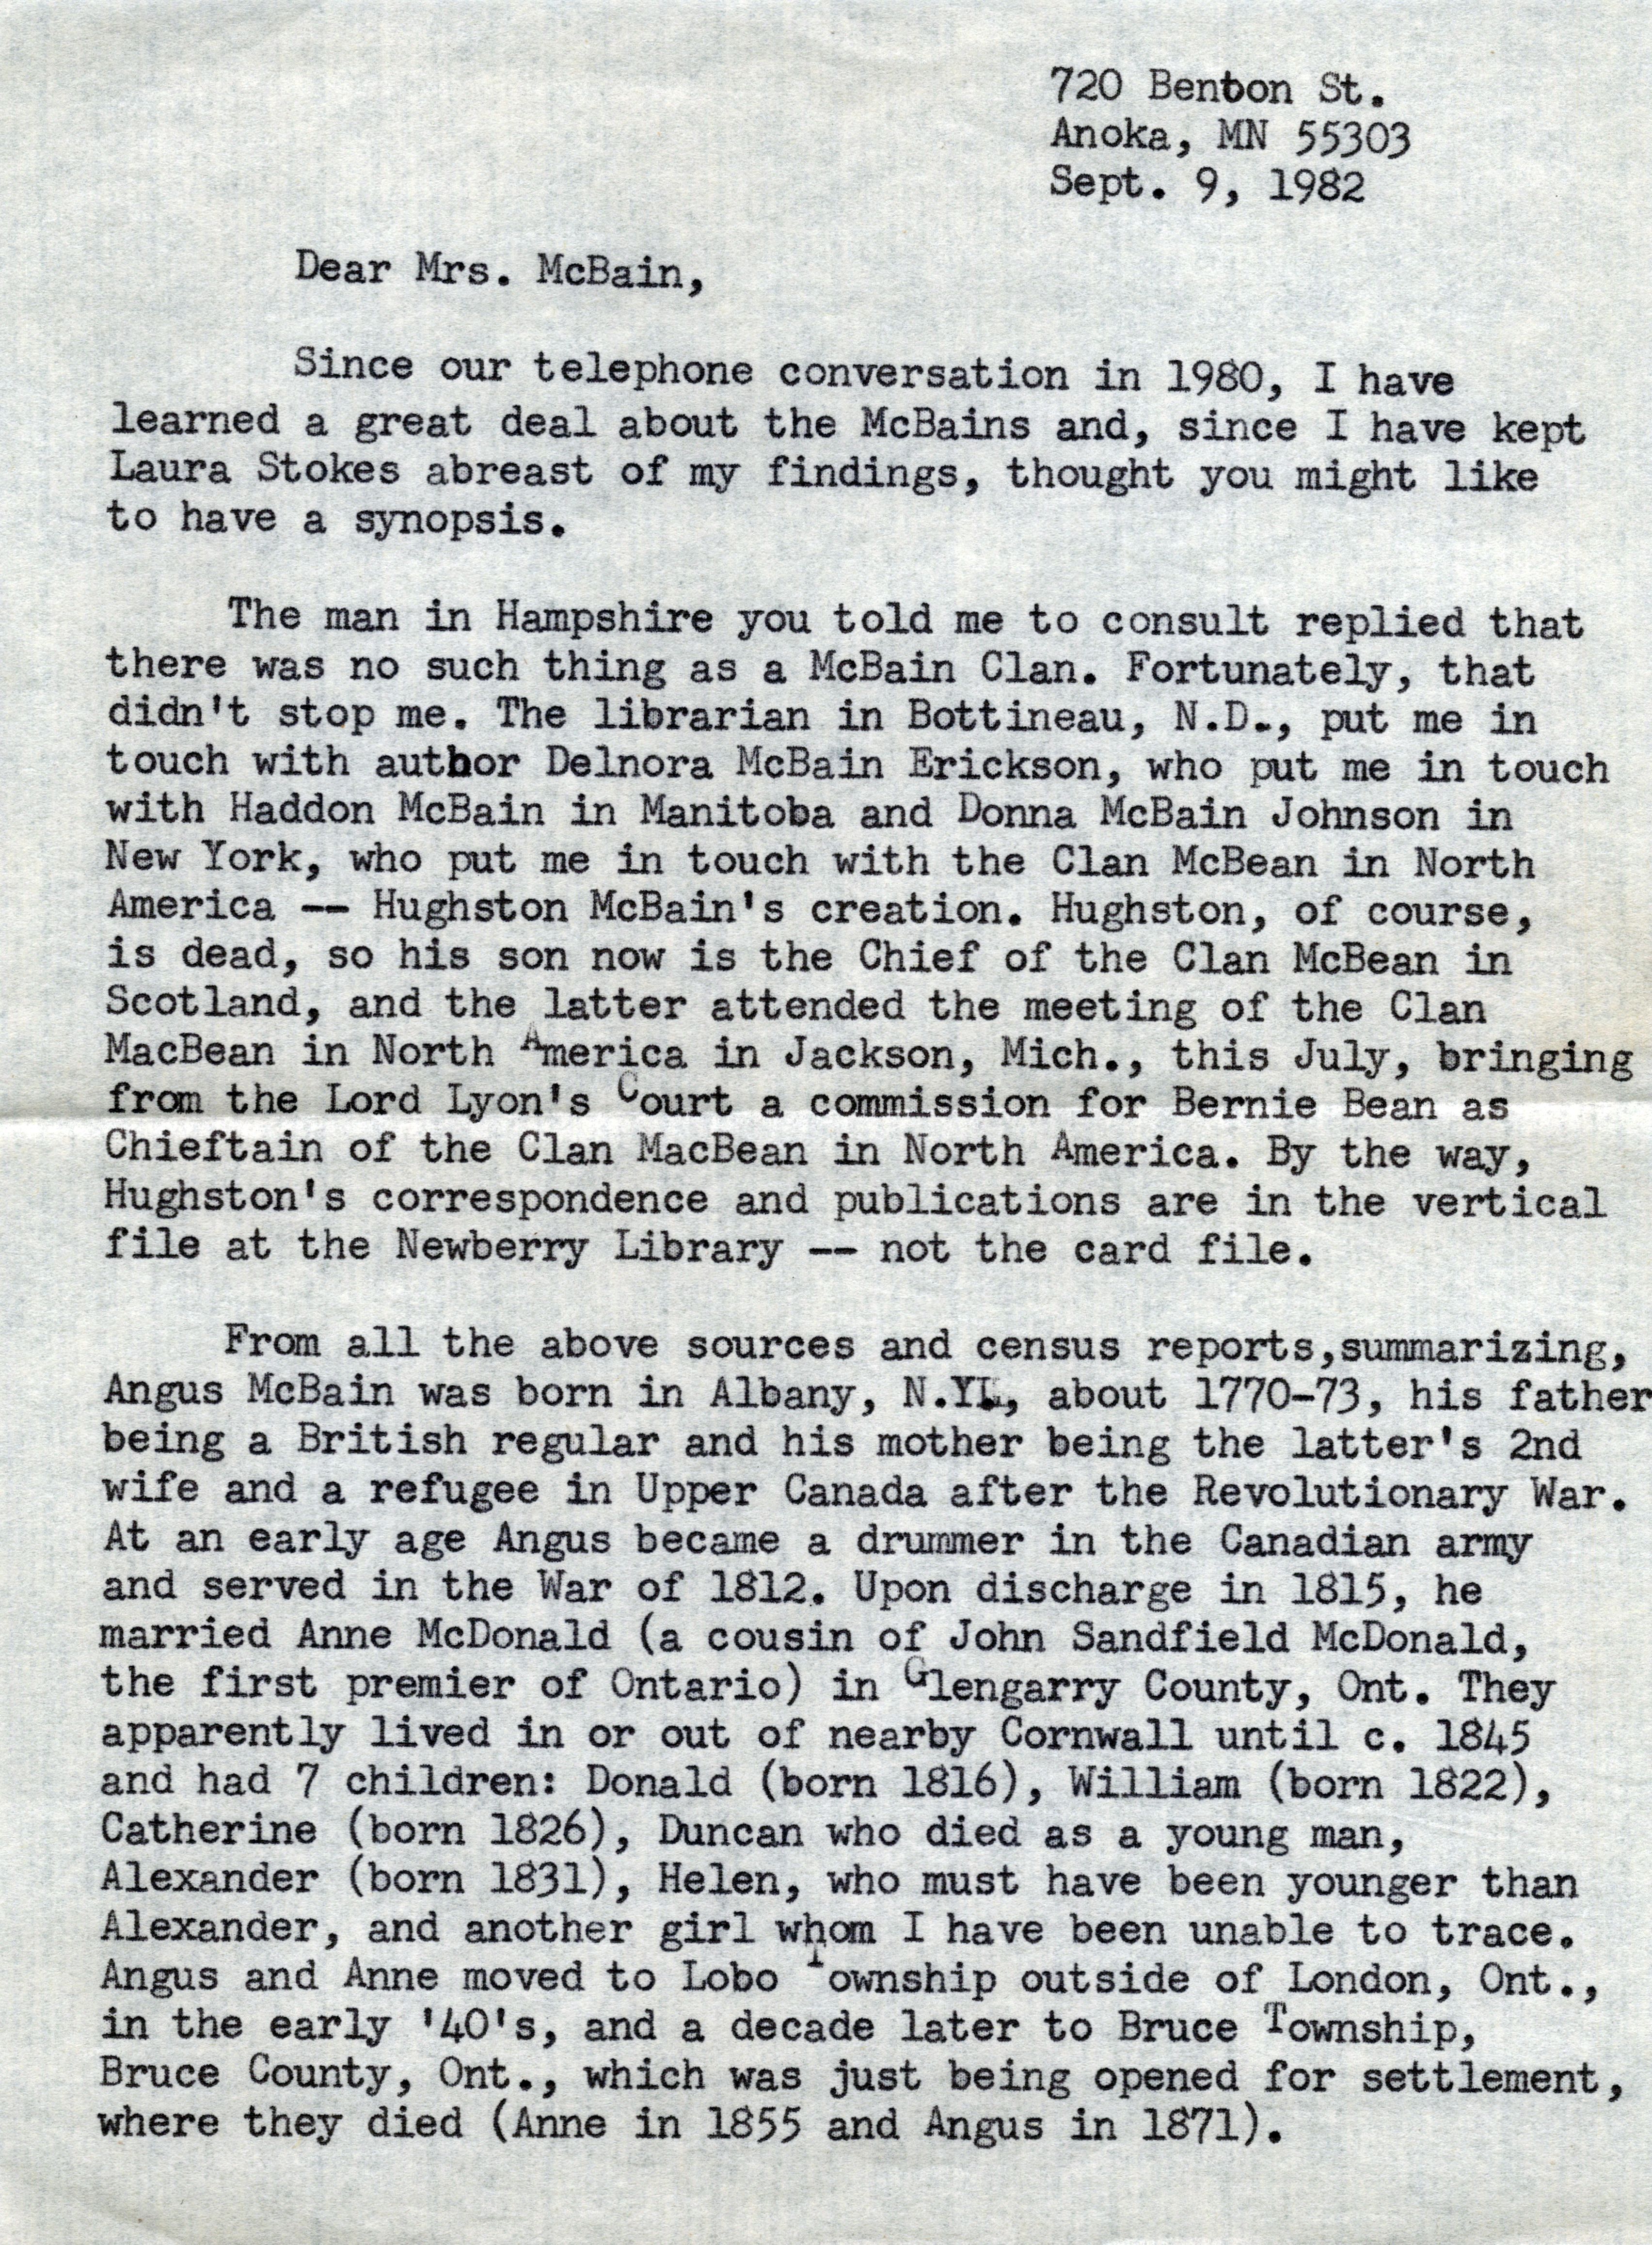 720 Benton St.
Anoka, MN 55303
Sept. 9, 1982
Dear Mrs. McBain,
Since our telephone conversation in 1980, I have
learned a great deal about the McBains and, since I have kept
Laura Stokes abreast of my findings, thought you might like
to have a synopsis.
The man in Hampshire you told me to consult replied that
there was no such thing as a McBain Clan. Fortunately, that
didn't stop me. The librarian in Bottineau, N.D., put me in
touch with author Delnora McBain Erickson, who put me in touch
with Haddon McBain in Manitoba and Donna McBain Johnson in
New York, who put me in touch with the Clan McBean in North
America -- Hughston McBain's creation. Hughston, of course,
is dead, so his son now is the Chief of the Clan McBean in
Scotland, and the latter attended the meeting of the Clan
MacBean in North America in Jackson, Mich., this July, bringing
from the Lord Lyon's Court a commission for Bernie Bean as
Chieftain of the Clan MacBean in North America. By the way,
Hughston's correspondence and publications are in the vertical
file at the Newberry Library -- not the card file.
From all the above sources and census reports,summarizing,
Angus McBain was born in Albany, N.Y., about 1770-73, his father
being a British regular and his mother being the latter's 2nd
wife and a refugee in Upper Canada after the Revolutionary War.
At an early age Angus became a drummer in the Canadian army
and served in the War of 1812. Upon discharge in 1815, he
married Anne McDonald (a cousin of John Sandfield McDonald,
the first premier of Ontario) in Glengarry County, Ont. They
apparently lived in or out of nearby Cornwall until c. 1845
and had 7 children: Donald (born 1816), William (born 1822),
Catherine (born 1826), Duncan who died as a young man,
Alexander (born 1831), Helen, who must have been younger than
Alexander, and another girl whom I have been unable to trace.
Angus and Anne moved to Lobo Township outside of London, Ont.,
in the early '40's, and a decade later to Bruce Township,
Bruce County, Ont., which was just being opened for settlement,
where they died (Anne in 1855 and Angus in 1871).